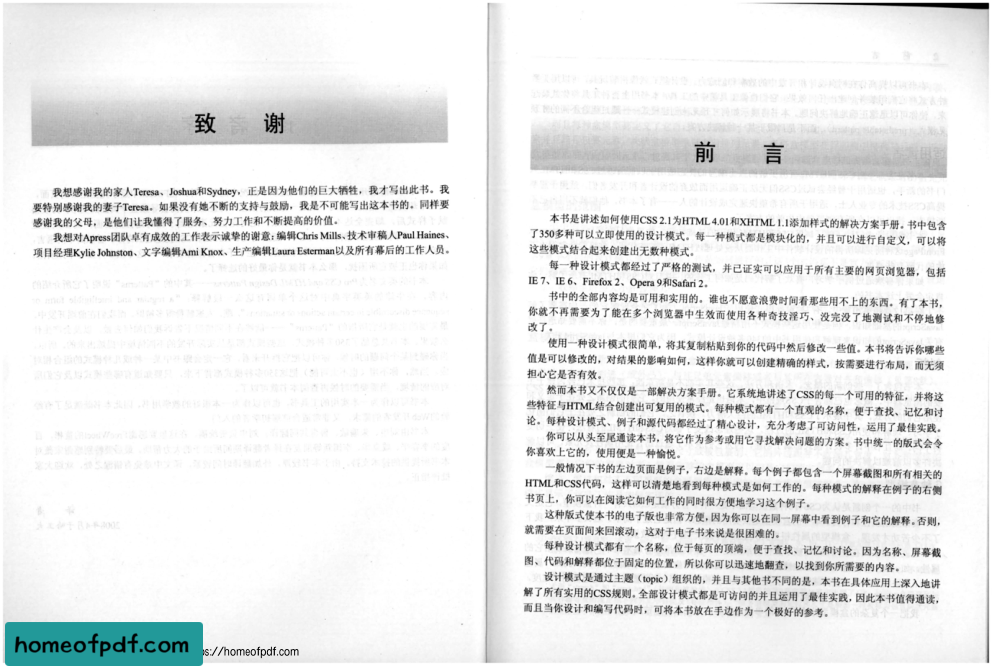 致 谢
我想感谢我的家人Teresa、Joshua和Sydney，正是因为他们的巨大牺牲，我才写出此书。我
要特别感谢我的妻子Teresa。如果没有她不断的支持与鼓励，我是不可能写出这本书的。同样要
感谢我的父母，是他们让我懂得了服务、努力工作和不断提高的价值。
我想对Apress团队卓有成效的工作表示诚挚的谢意：编辑Chris Mills、技术审稿人Paul Haines、
项目经理Kylie Johnston、文字编辑Ami Knox、生产编辑Laura Esterman以及所有幕后的工作人员。
前 言
本书是讲述如何使用CSS 2.1为HTML 4.01和XHTML 1.1添加样式的解决方案手册。书中包含
了350多种可以立即使用的设计模式。每一种模式都是模块化的，并且可以进行自定义，可以将
这些模式结合起来创建出无数种模式。
每一种设计模式都经过了严格的测试，并已证实可以应用于所有主要的网页浏览器，包括
IE 7、IE 6、Firefox 2、Opera 9和Safari 2。
书中的全部内容均是可用和实用的。谁也不愿意浪费时间看那些用不上的东西。有了本书，
你就不再需要为了能在多个浏览器中生效而使用各种奇技淫巧、没完没了地测试和不停地修
改了。
使用一种设计模式很简单，将其复制粘贴到你的代码中然后修改一些值。本书将告诉你哪些
值是可以修改的，对结果的影响如何，这样你就可以创建精确的样式，按需要进行布局，而无须
担心它是否有效。
然而本书又不仅仅是一部解决方案手册。它系统地讲述了CSS的每一个可用的特征，并将这
些特征与HTML结合创建出可复用的模式。每种模式都有一个直观的名称，便于查找、记忆和讨
论。每种设计模式、例子和源代码都经过了精心设计，充分考虑了可访问性，运用了最佳实践。
你可以从头至尾通读本书，将它作为参考或用它寻找解决问题的方案。书中统一的版式会令
你喜欢上它的，使用便是一种愉悦。
一般情况下书的左边页面是例子，右边是解释。每个例子都包含一个屏幕截图和所有相关的
HTML和CSS代码，这样可以清楚地看到每种模式是如何工作的。每种模式的解释在例子的右侧
书页上，你可以在阅读它如何工作的同时很方便地学习这个例子。
这种版式使本书的电子版也非常方便，因为你可以在同一屏幕中看到例子和它的解释。否则，
就需要在页面间来回滚动，这对于电子书来说是很困难的。
每种设计模式都有一个名称，位于每页的顶端，便于查找、记忆和讨论。因为名称、屏幕截
图、代码和解释都位于固定的位置，所以你可以迅速地翻查，以找到你所需要的内容。
设计模式是通过主题（topic）组织的，并且与其他书不同的是，本书在具体应用上深入地讲
解了所有实用的CSS规则。全部设计模式都是可访问的并且运用了最佳实践，因此本书值得通读，
而且当你设计和编写代码时，可将本书放在手边作为一个极好的参考。
homeofpdf.com
ps://homeofpdf.com